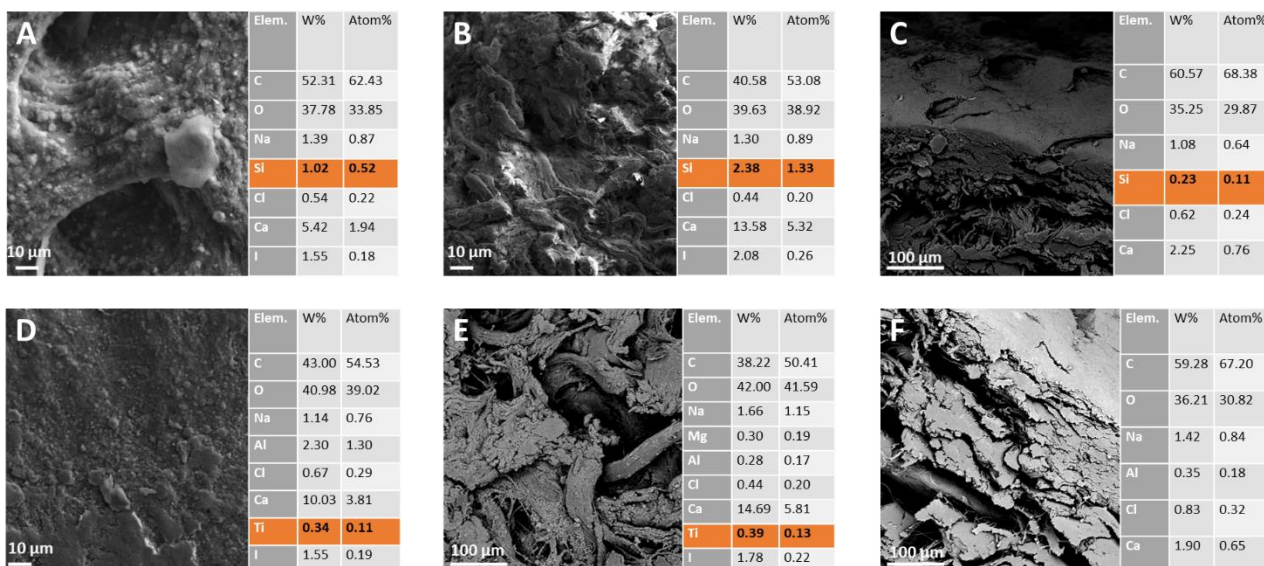 A
10 µm
Elem. W% Atom%
C 52.31 62.43
O 37.78 33.85
Na 1.39 0.87
Si 1.02 0.52
Cl 0.54 0.22
Ca 5.42 1.94
I 1.55 0.18
B
10 µm
Elem. W% Atom%
C 40.58 53.08
O 39.63 38.92
Na 1.30 0.89
Si 2.38 1.33
Cl 0.44 0.20
Ca 13.58 5.32
I 2.08 0.26
C
100 µm
Elem. W% Atom%
C 60.57 68.38
O 35.25 29.87
Na 1.08 0.64
Si 0.23 0.11
Cl 0.62 0.24
Ca 2.25 0.76
D
10 µm
Elem. W% Atom%
C 43.00 54.53
O 40.98 39.02
Na 1.14 0.76
Al 2.30 1.30
Cl 0.67 0.29
Ca 10.03 3.81
Ti 0.34 0.11
I 1.55 0.19
E
100 µm
Elem. W% Atom%
C 38.22 50.41
O 42.00 41.59
Na 1.66 1.15
Mg 0.30 0.19
Al 0.28 0.17
Cl 0.44 0.20
Ca 14.69 5.81
Ti 0.39 0.13
I 1.78 0.22
F
100 µm
Elem. W% Atom%
C 59.28 67.20
O 36.21 30.82
Na 1.42 0.84
Al 0.35 0.18
Cl 0.83 0.32
Ca 1.90 0.65